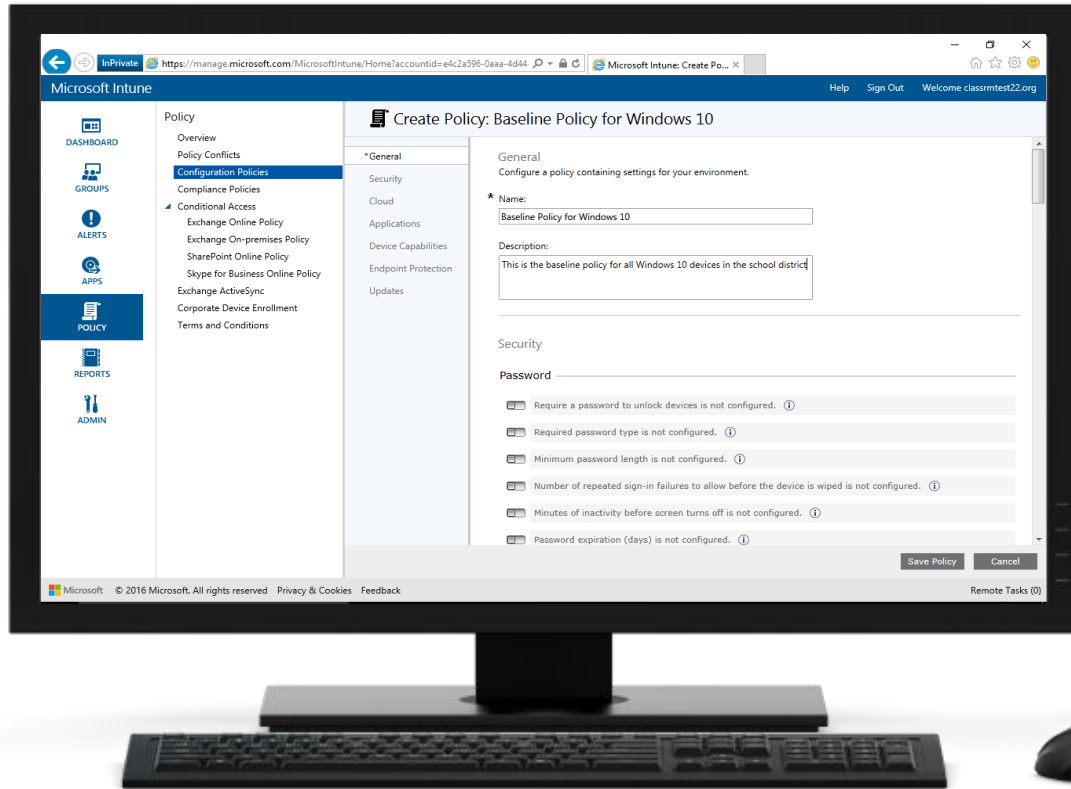 InPrivate
https://manage.microsoft.com/MicrosoftIntune/Home?accountid=e4c2a596-0aaa-4d44-
Microsoft Intune: Create Po...
Microsoft Intune
Help Sign Out Welcome classrmtest22.org
DASHBOARD
GROUPS
ALERTS
APPS
POLICY
REPORTS
ADMIN
Policy
Overview
Policy Conflicts
Configuration Policies
Compliance Policies
Conditional Access
Exchange Online Policy
Exchange On-premises Policy
SharePoint Online Policy
Skype for Business Online Policy
Exchange ActiveSync
Corporate Device Enrollment
Terms and Conditions
Create Policy: Baseline Policy for Windows 10
*General
Security
Cloud
Applications
Device Capabilities
Endpoint Protection
Updates
General
Configure a policy containing settings for your environment.
* Name:
Baseline Policy for Windows 10
Description:
This is the baseline policy for all Windows 10 devices in the school district
Security
Password
Require a password to unlock devices is not configured.
Required password type is not configured.
Minimum password length is not configured.
Number of repeated sign-in failures to allow before the device is wiped is not configured.
Minutes of inactivity before screen turns off is not configured.
Password expiration (days) is not configured.
Save Policy Cancel
Microsoft © 2016 Microsoft. All rights reserved Privacy & Cookies Feedback
Remote Tasks (0)